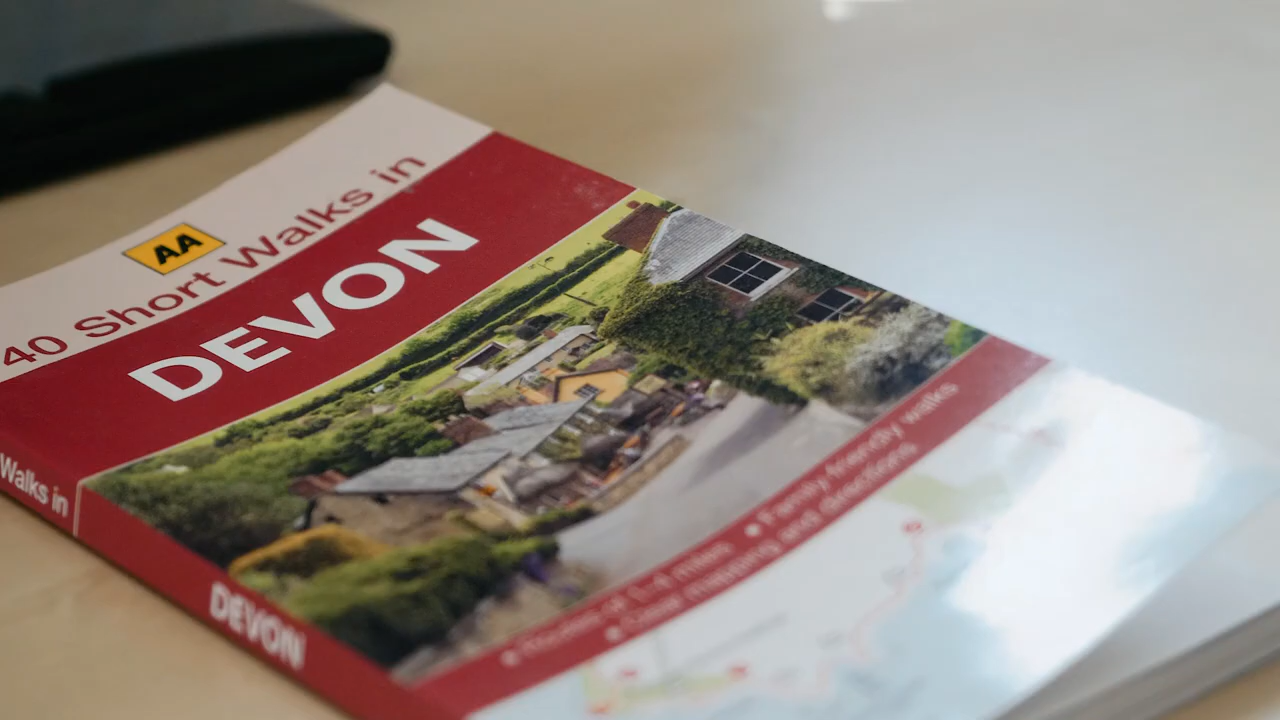 AA
40 Short Walks in
DEVON
• Routes of 1-4 miles • Family friendly walks
• Clear mapping and directions
Walks in
DEVON